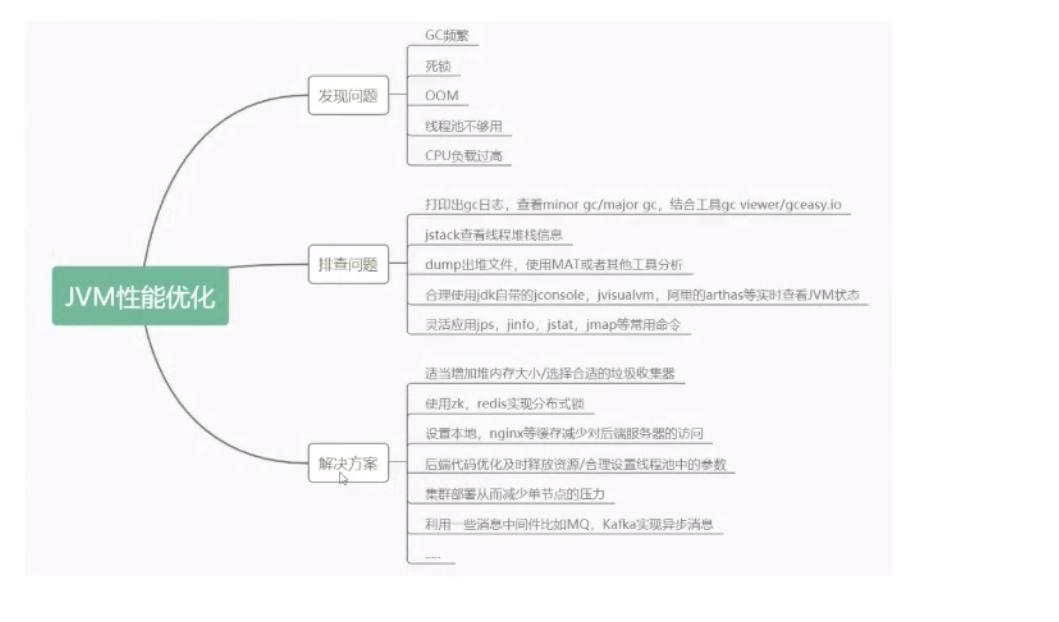 JVM性能优化
发现问题
GC频繁
死锁
OOM
线程池不够用
CPU负载过高
排查问题
打印出gc日志，查看minor gc/major gc，结合工具gc viewer/gceasy.io
jstack查看线程堆栈信息
dump出堆文件，使用MAT或者其他工具分析
合理使用jdk自带的jconsole，jvisualvm，阿里的arthas等实时查看JVM状态
灵活应用jps，jinfo，jstat，jmap等常用命令
解决方案
适当增加堆内存大小/选择合适的垃圾收集器
使用zk，redis实现分布式锁
设置本地，nginx等缓存减少对后端服务器的访问
后端代码优化及时释放资源/合理设置线程池中的参数
集群部署从而减少单节点的压力
利用一些消息中间件比如MQ，Kafka实现异步消息
.....